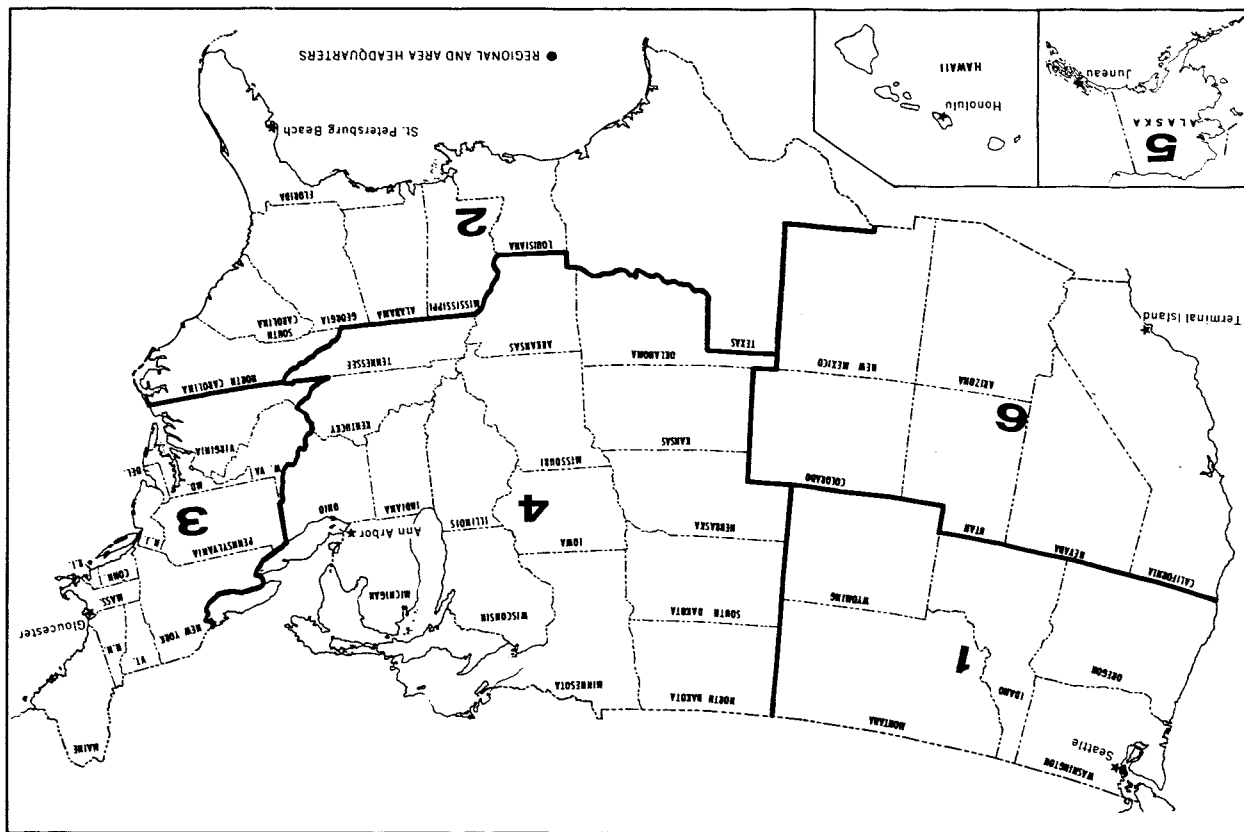 WASHINGTON
Seattle
OREGON
IDAHO
MONTANA
1
WYOMING
NORTH DAKOTA
SOUTH DAKOTA
NEBRASKA
KANSAS
MINNESOTA
WISCONSIN
MICHIGAN
IOWA
4
MISSOURI
ILLINOIS
INDIANA
OHIO
Ann Arbor
KENTUCKY
TENNESSEE
ARKANSAS
OKLAHOMA
MAINE
VT.
N.H.
NEW YORK
MASS
Gloucester
CONN
R.I.
PENNSYLVANIA
N.J.
3
MD.
DEL.
W. VA
VIRGINIA
NORTH CAROLINA
CALIFORNIA
NEVADA
UTAH
COLORADO
6
ARIZONA
NEW MEXICO
Terminal Island
TEXAS
LOUISIANA
MISSISSIPPI
ALABAMA
GEORGIA
SOUTH
CAROLINA
2
FLORIDA
St. Petersburg Beach
5
ALASKA
Juneau
Honolulu
HAWAII
● REGIONAL AND AREA HEADQUARTERS